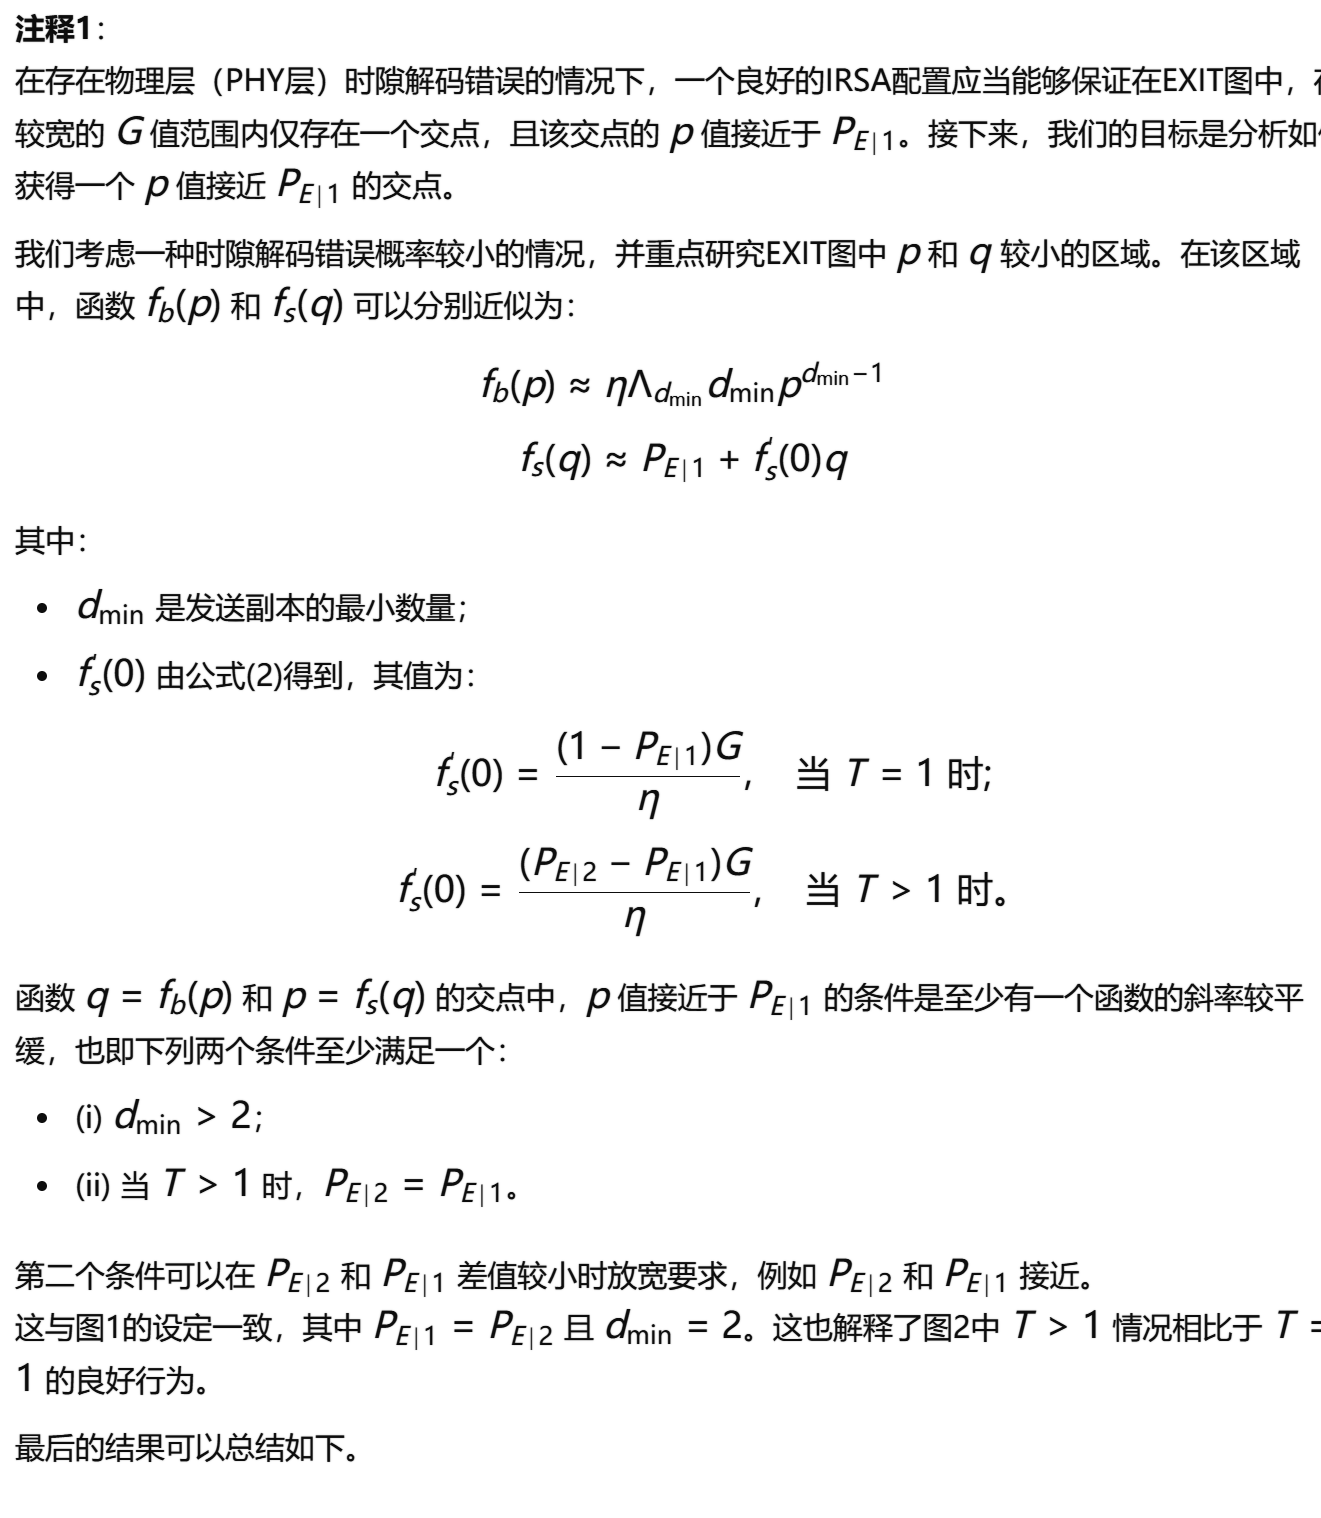 注释1：
在存在物理层（PHY层）时隙解码错误的情况下，一个良好的IRSA配置应当能够保证在EXIT图中，
较宽的 G 值范围内仅存在一个交点，且该交点的 p 值接近于 P_{E|1}。接下来，我们的目标是分析如
获得一个 p 值接近 P_{E|1} 的交点。
我们考虑一种时隙解码错误概率较小的情况，并重点研究EXIT图中 p 和 q 较小的区域。在该区域
中，函数 f_b(p) 和 f_s(q) 可以分别近似为：
f_b(p) ≈ ηΛ_{d_{min}} d_{min} p^{d_{min}−1}
f_s(q) ≈ P_{E|1} + f_s'(0)q
其中：
• d_{min} 是发送副本的最小数量；
• f_s'(0) 由公式(2)得到，其值为：
f_s'(0) = \frac{(1 − P_{E|1})G}{η}, 当 T = 1 时;
f_s'(0) = \frac{(P_{E|2} − P_{E|1})G}{η}, 当 T > 1 时。
函数 q = f_b(p) 和 p = f_s(q) 的交点中，p 值接近于 P_{E|1} 的条件是至少有一个函数的斜率较平
缓，也即下列两个条件至少满足一个：
• (i) d_{min} > 2；
• (ii) 当 T > 1 时，P_{E|2} = P_{E|1}。
第二个条件可以在 P_{E|2} 和 P_{E|1} 差值较小时放宽要求，例如 P_{E|2} 和 P_{E|1} 接近。
这与图1的设定一致，其中 P_{E|1} = P_{E|2} 且 d_{min} = 2。这也解释了图2中 T > 1 情况相比于 T =
1 的良好行为。
最后的结果可以总结如下。